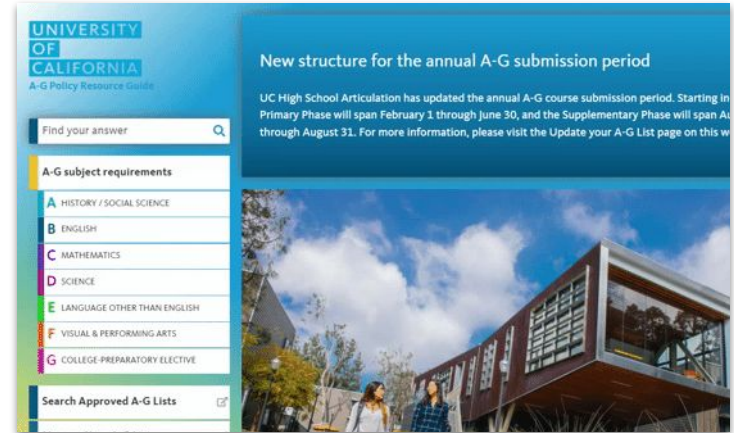 UNIVERSITY
OF
CALIFORNIA
A-G Policy Resource Guide
Find your answer
A-G subject requirements
A HISTORY / SOCIAL SCIENCE
B ENGLISH
C MATHEMATICS
D SCIENCE
E LANGUAGE OTHER THAN ENGLISH
F VISUAL & PERFORMING ARTS
G COLLEGE-PREPARATORY ELECTIVE
Search Approved A-G Lists
New structure for the annual A-G submission period
UC High School Articulation has updated the annual A-G course submission period. Starting in
Primary Phase will span February 1 through June 30, and the Supplementary Phase will span
through August 31. For more information, please visit the Update your A-G List page on this